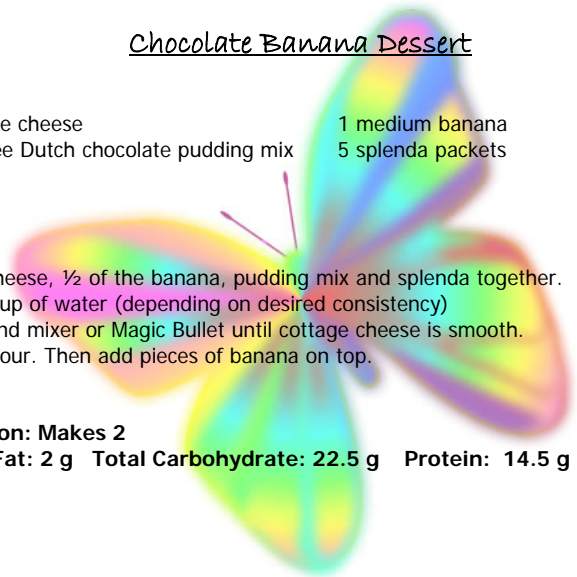 Chocolate Banana Dessert
e cheese 1 medium banana
ee Dutch chocolate pudding mix 5 splenda packets
heese, ½ of the banana, pudding mix and splenda together.
up of water (depending on desired consistency)
nd mixer or Magic Bullet until cottage cheese is smooth.
our. Then add pieces of banana on top.
on: Makes 2
Fat: 2 g Total Carbohydrate: 22.5 g Protein: 14.5 g